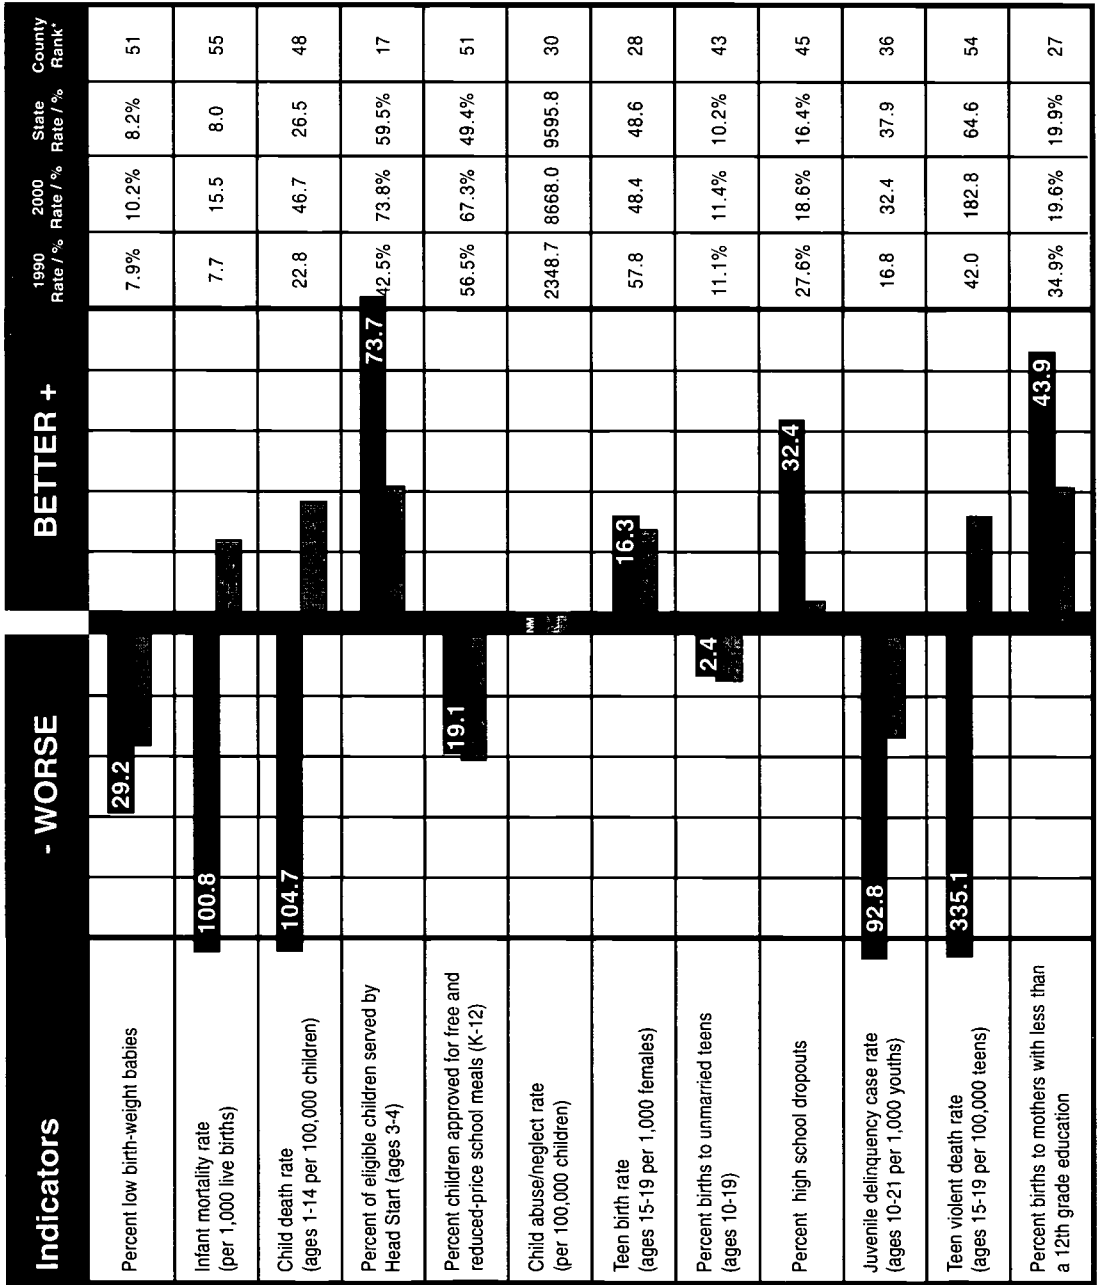 Indicators - WORSE BETTER + 1990 Rate / % 2000 Rate / % State Rate / % County Rank*
Percent low birth-weight babies 29.2 7.9% 10.2% 8.2% 51
Infant mortality rate
(per 1,000 live births) 100.8 7.7 15.5 8.0 55
Child death rate
(ages 1-14 per 100,000 children) 104.7 22.8 46.7 26.5 48
Percent of eligible children served by
Head Start (ages 3-4) 73.7 42.5% 73.8% 59.5% 17
Percent children approved for free and
reduced-price school meals (K-12) 19.1 56.5% 67.3% 49.4% 51
Child abuse/neglect rate
(per 100,000 children) NM 2348.7 8668.0 9595.8 30
Teen birth rate
(ages 15-19 per 1,000 females) 16.3 57.8 48.4 48.6 28
Percent births to unmarried teens
(ages 10-19) 2.4 11.1% 11.4% 10.2% 43
Percent high school dropouts 32.4 27.6% 18.6% 16.4% 45
Juvenile delinquency case rate
(ages 10-21 per 1,000 youths) 92.8 16.8 32.4 37.9 36
Teen violent death rate
(ages 15-19 per 100,000 teens) 335.1 42.0 182.8 64.6 54
Percent births to mothers with less than
a 12th grade education 43.9 34.9% 19.6% 19.9% 27